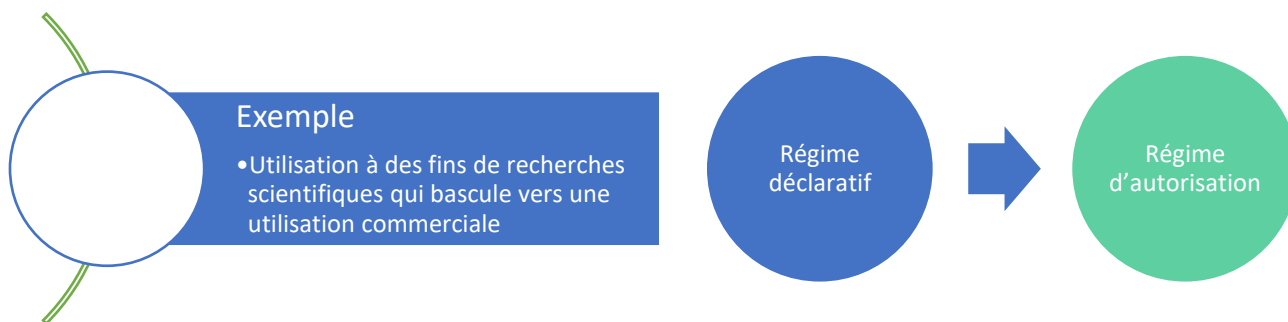 Exemple
•Utilisation à des fins de recherches
scientifiques qui bascule vers une
utilisation commerciale
Régime
déclaratif
Régime
d’autorisation